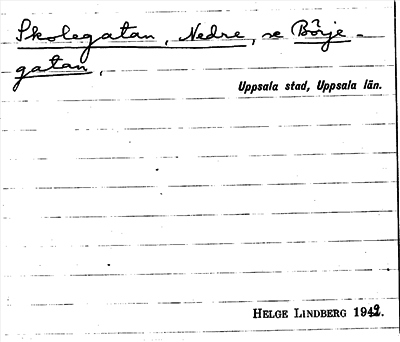 Skolegatan, Nedre, se Börje-
gatan.
Uppsala stad, Uppsala län.
HELGE LINDBERG 1942.